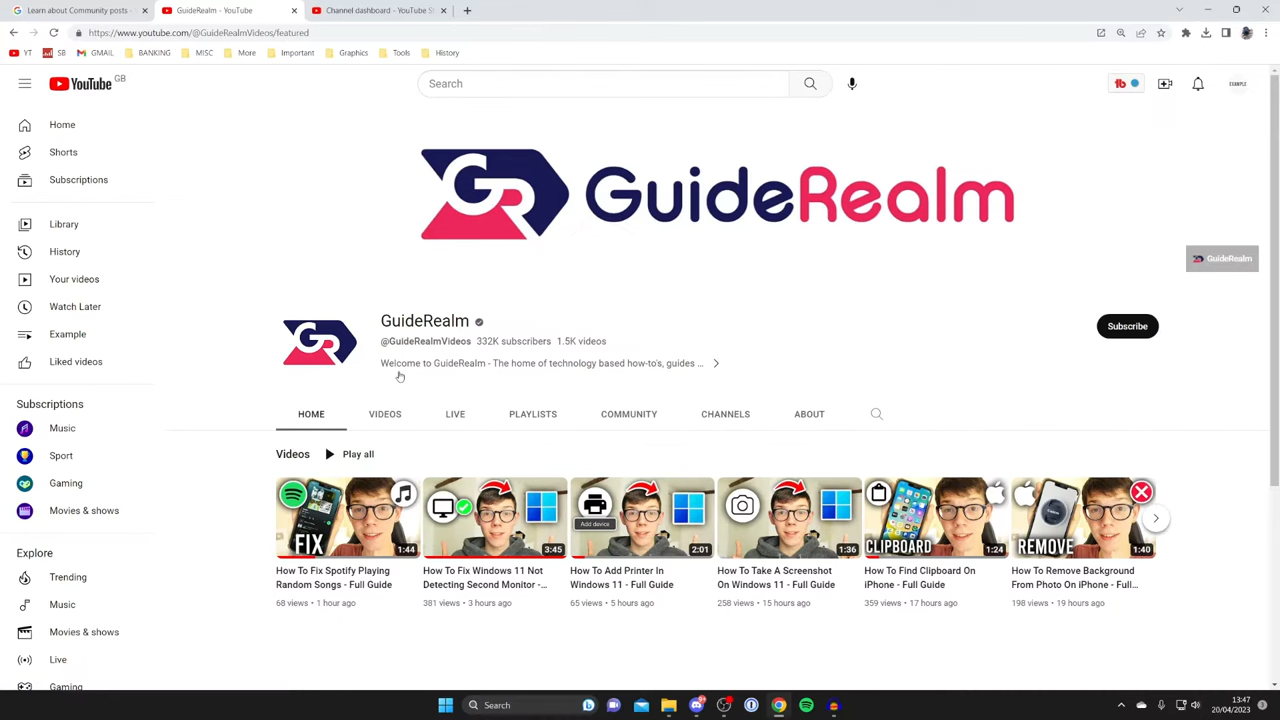 Learn about Community posts -
GuideRealm - YouTube
Channel dashboard - YouTube St
https://www.youtube.com/@GuideRealmVideos/featured
YT
SB
GMAIL
BANKING
MISC
More
Important
Graphics
Tools
History
YouTube GB
Search
EXAMPLE
Home
Shorts
Subscriptions
Library
History
Your videos
Watch Later
Example
Liked videos
Subscriptions
Music
Sport
Gaming
Movies & shows
Explore
Trending
Music
Movies & shows
Live
Gaming
GR GuideRealm
GuideRealm
GR
GuideRealm
@GuideRealmVideos 332K subscribers 1.5K videos
Welcome to GuideRealm - The home of technology based how-to's, guides ...
Subscribe
HOME VIDEOS LIVE PLAYLISTS COMMUNITY CHANNELS ABOUT
Videos Play all
FIX
1:44
3:45
Add device
2:01
1:36
CLIPBOARD
1:24
REMOVE
1:40
How To Fix Spotify Playing
Random Songs - Full Guide
68 views • 1 hour ago
How To Fix Windows 11 Not
Detecting Second Monitor -...
381 views • 3 hours ago
How To Add Printer In
Windows 11 - Full Guide
65 views • 5 hours ago
How To Take A Screenshot
On Windows 11 - Full Guide
258 views • 15 hours ago
How To Find Clipboard On
iPhone - Full Guide
359 views • 17 hours ago
How To Remove Background
From Photo On iPhone - Full...
198 views • 19 hours ago
Search
13:47
20/04/2023